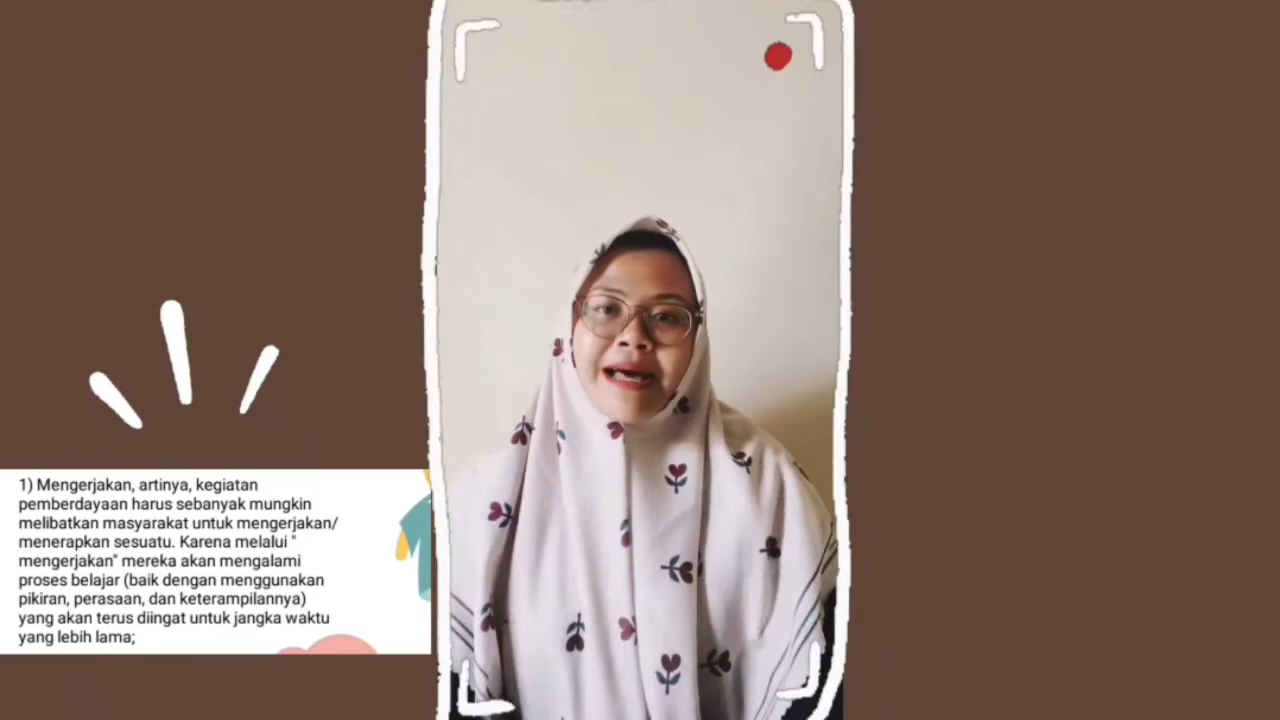 1) Mengerjakan, artinya, kegiatan
pemberdayaan harus sebanyak mungkin
melibatkan masyarakat untuk mengerjakan/
menerapkan sesuatu. Karena melalui "
mengerjakan" mereka akan mengalami
proses belajar (baik dengan menggunakan
pikiran, perasaan, dan keterampilannya)
yang akan terus diingat untuk jangka waktu
yang lebih lama;